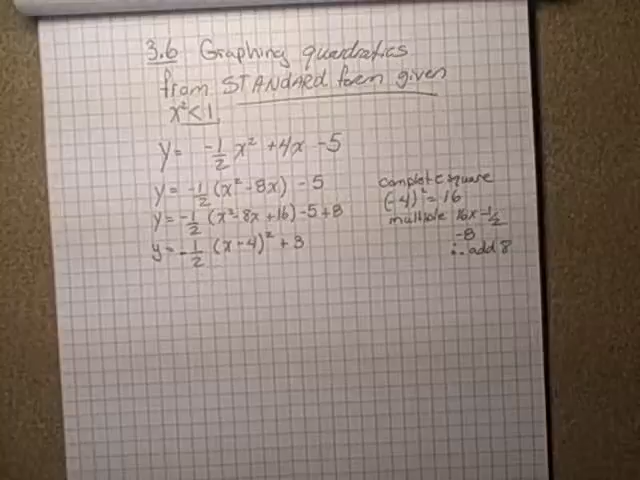 3.6 Graphing quadratics
from STANDARD form given
x² < 1
y = -1/2 x² + 4x - 5
y = -1/2 (x² - 8x) - 5
y = -1/2 (x² - 8x + 16) - 5 + 8
y = -1/2 (x - 4)² + 3
complete square
(-4)² = 16
multiple 16 x -1/2
-8
∴ add 8